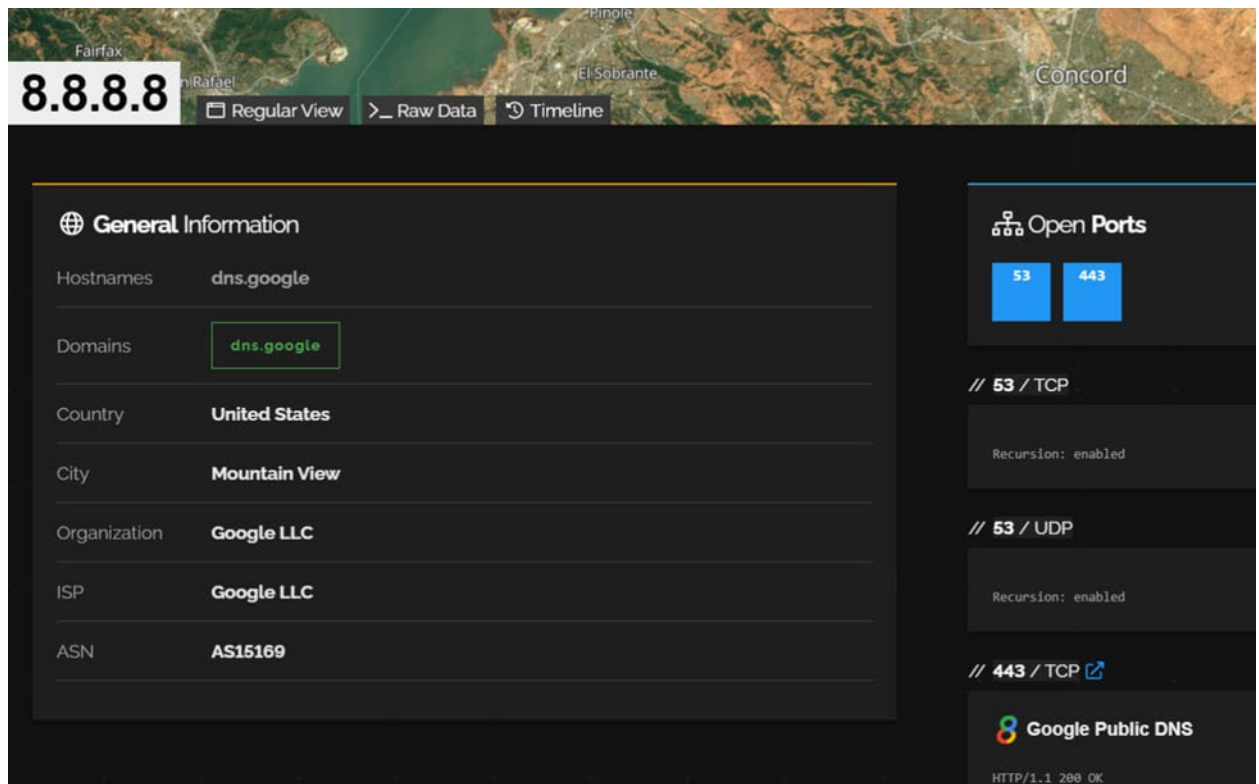 Pinole
Fairfax
El Sobrante
Concord
Rafael
8.8.8.8
Regular View
Raw Data
Timeline
General Information
Hostnames dns.google
Domains dns.google
Country United States
City Mountain View
Organization Google LLC
ISP Google LLC
ASN AS15169
Open Ports
53 443
// 53 / TCP
Recursion: enabled
// 53 / UDP
Recursion: enabled
// 443 / TCP
Google Public DNS
HTTP/1.1 200 OK